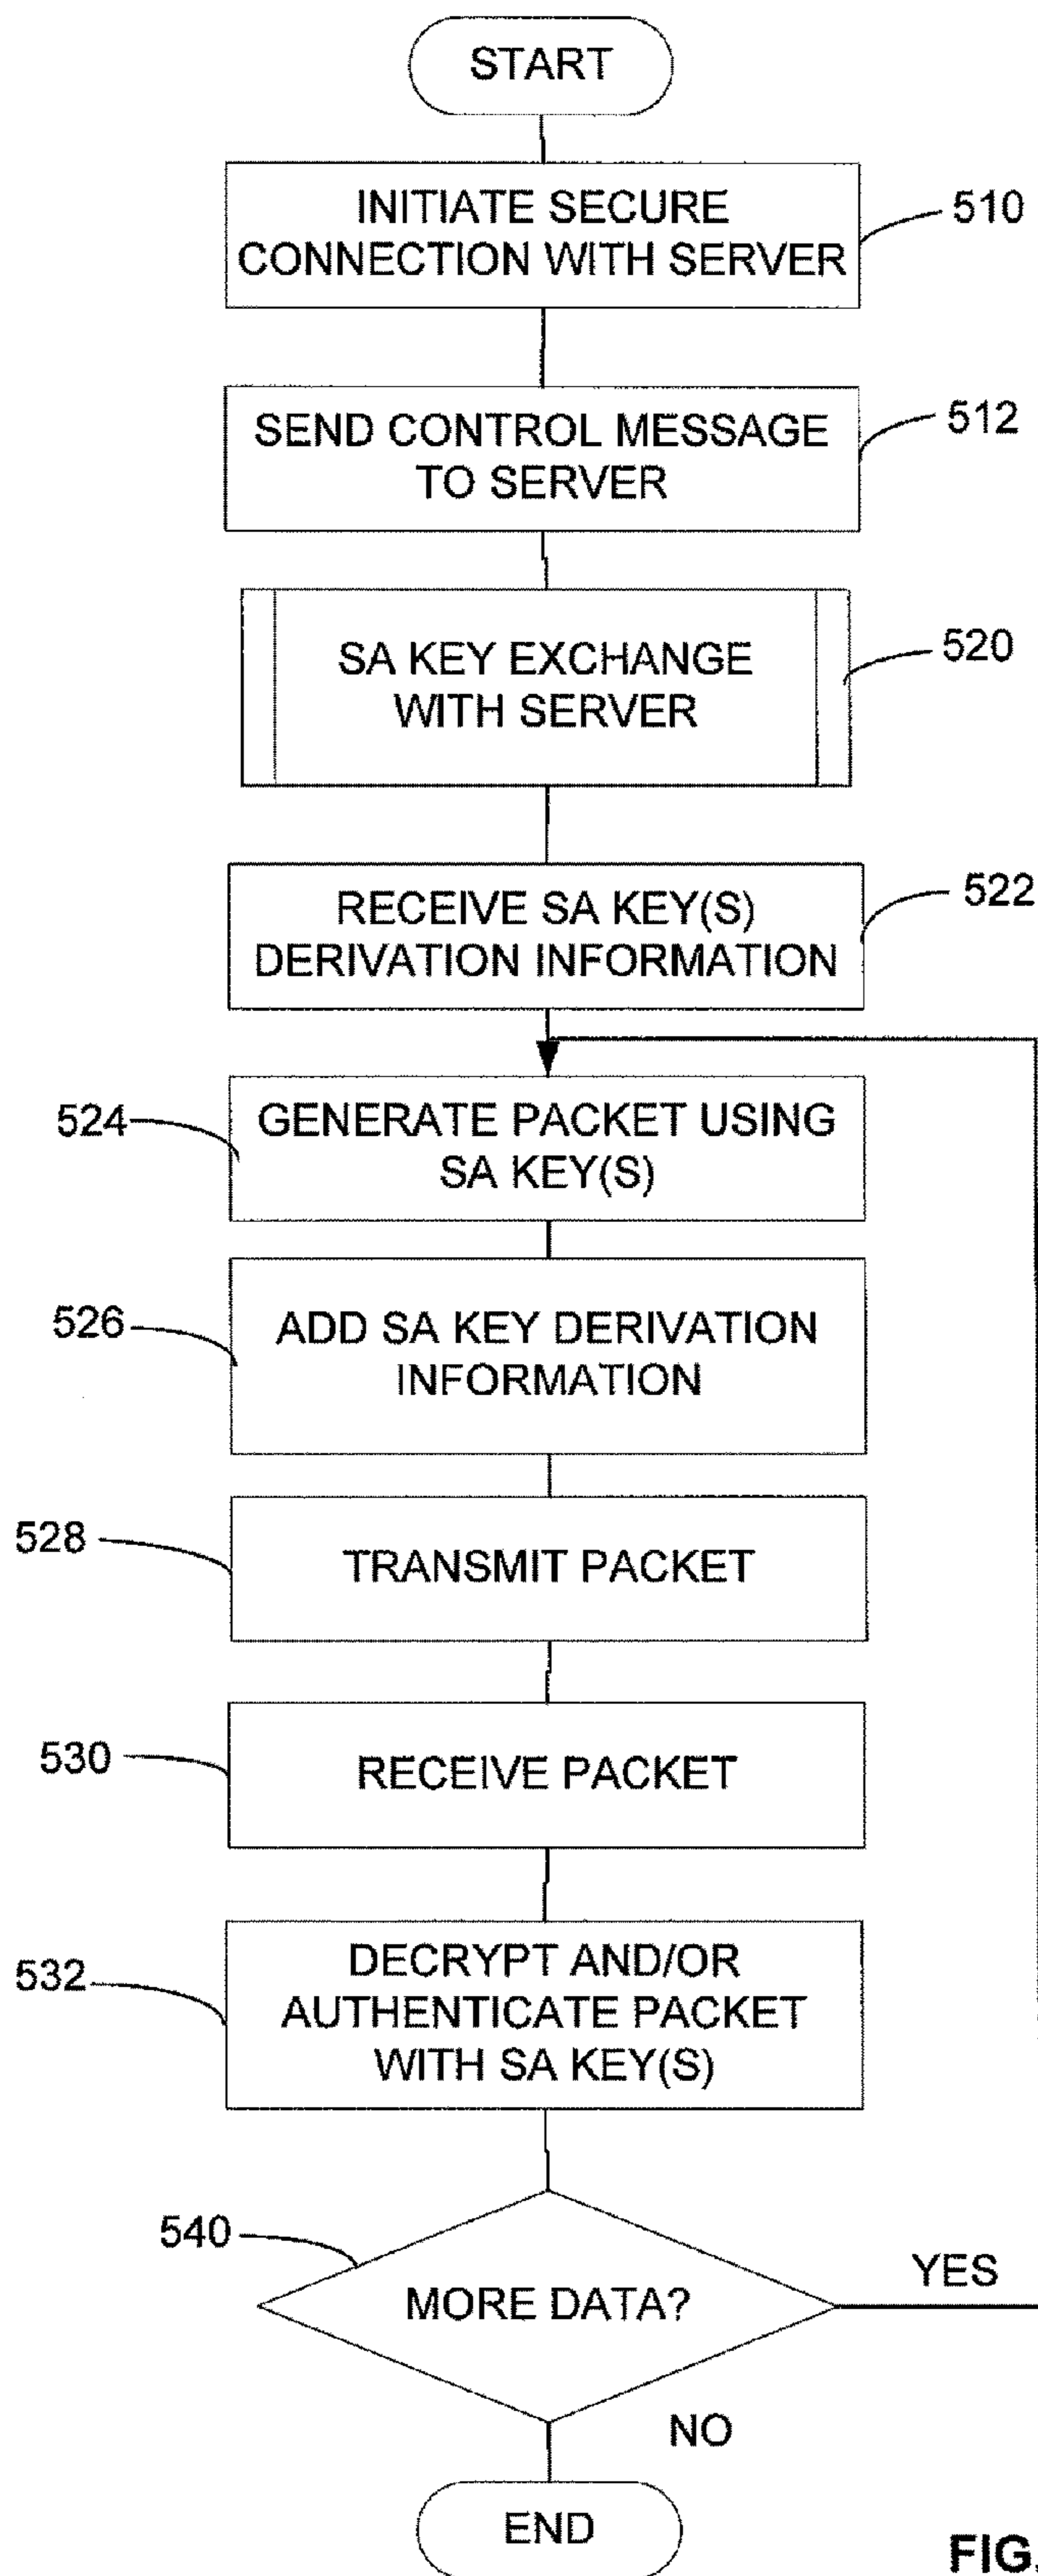 START
INITIATE SECURE
CONNECTION WITH SERVER
510
SEND CONTROL MESSAGE
TO SERVER
512
SA KEY EXCHANGE
WITH SERVER
520
RECEIVE SA KEY(S)
DERIVATION INFORMATION
522
524
GENERATE PACKET USING
SA KEY(S)
526
ADD SA KEY DERIVATION
INFORMATION
528
TRANSMIT PACKET
530
RECEIVE PACKET
532
DECRYPT AND/OR
AUTHENTICATE PACKET
WITH SA KEY(S)
540
MORE DATA?
YES
NO
END
FIG.